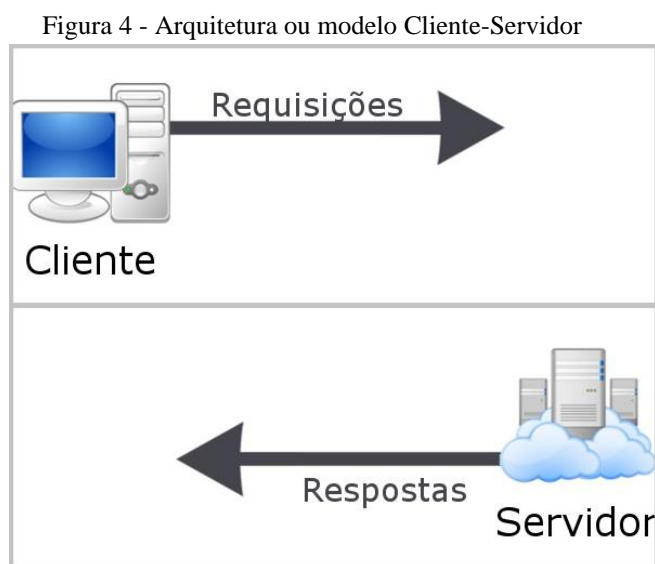 Figura 4 - Arquitetura ou modelo Cliente-Servidor
Requisições
Cliente
Respostas
Servidor